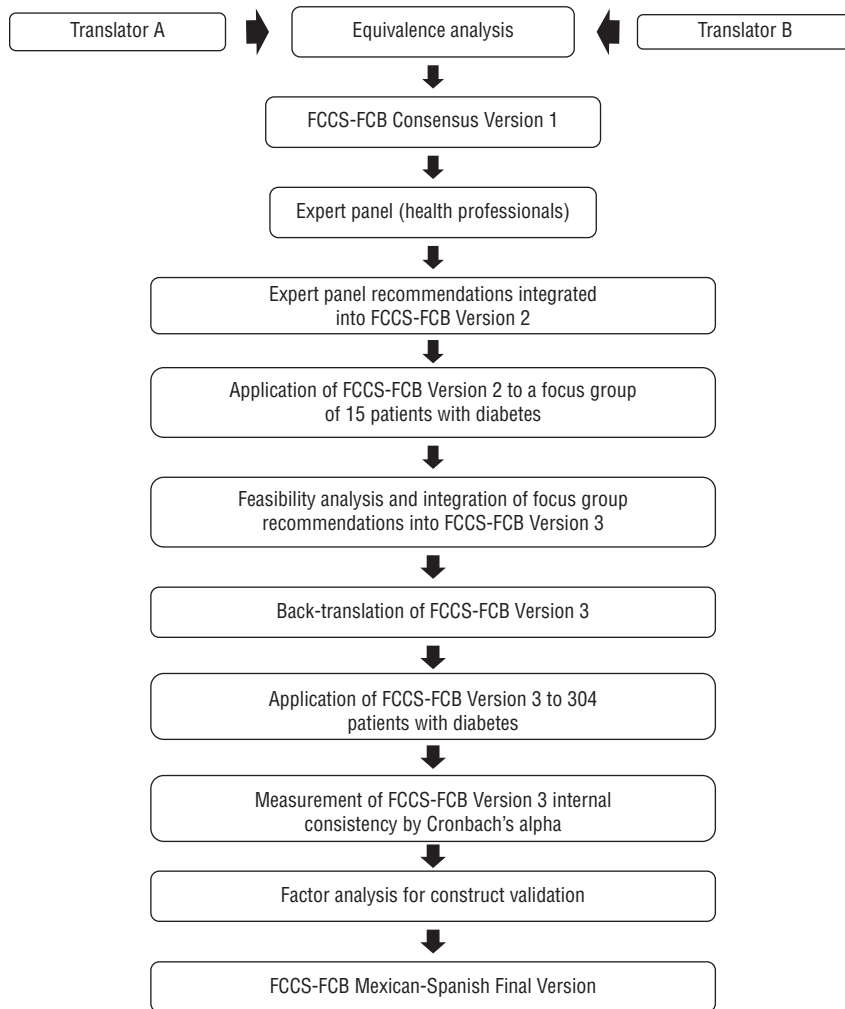 Translator A
Equivalence analysis
Translator B
FCCS-FCB Consensus Version 1
Expert panel (health professionals)
Expert panel recommendations integrated
into FCCS-FCB Version 2
Application of FCCS-FCB Version 2 to a focus group
of 15 patients with diabetes
Feasibility analysis and integration of focus group
recommendations into FCCS-FCB Version 3
Back-translation of FCCS-FCB Version 3
Application of FCCS-FCB Version 3 to 304
patients with diabetes
Measurement of FCCS-FCB Version 3 internal
consistency by Cronbach’s alpha
Factor analysis for construct validation
FCCS-FCB Mexican-Spanish Final Version